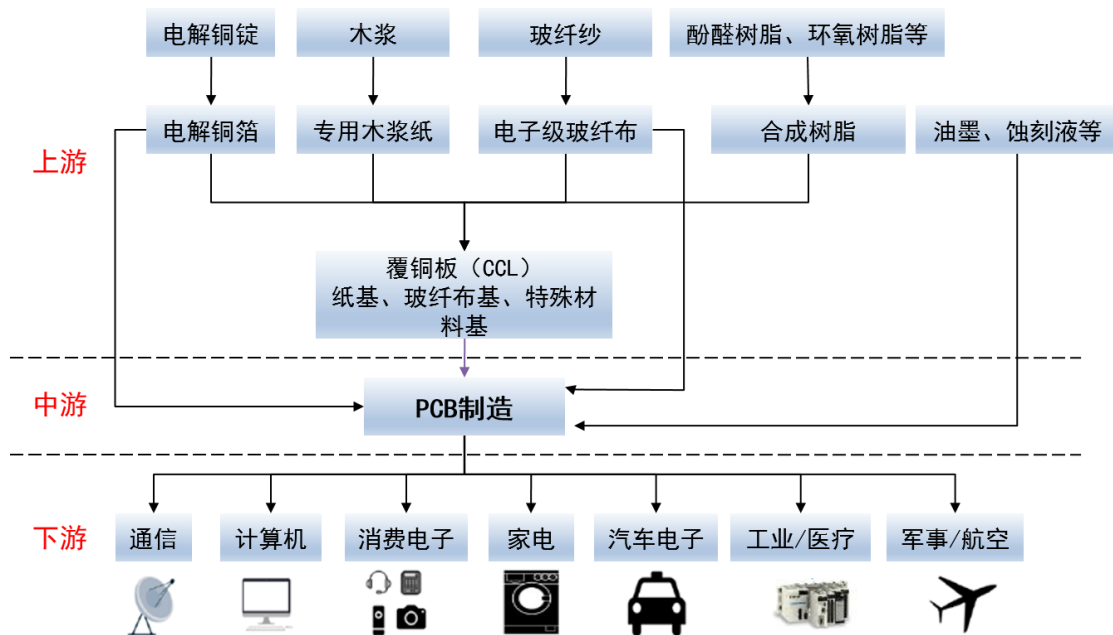 电解铜锭
木浆
玻纤纱
酚醛树脂、环氧树脂等
上游
电解铜箔
专用木浆纸
电子级玻纤布
合成树脂
油墨、蚀刻液等
覆铜板（CCL）
纸基、玻纤布基、特殊材
料基
中游
PCB制造
下游
通信
计算机
消费电子
家电
汽车电子
工业/医疗
军事/航空